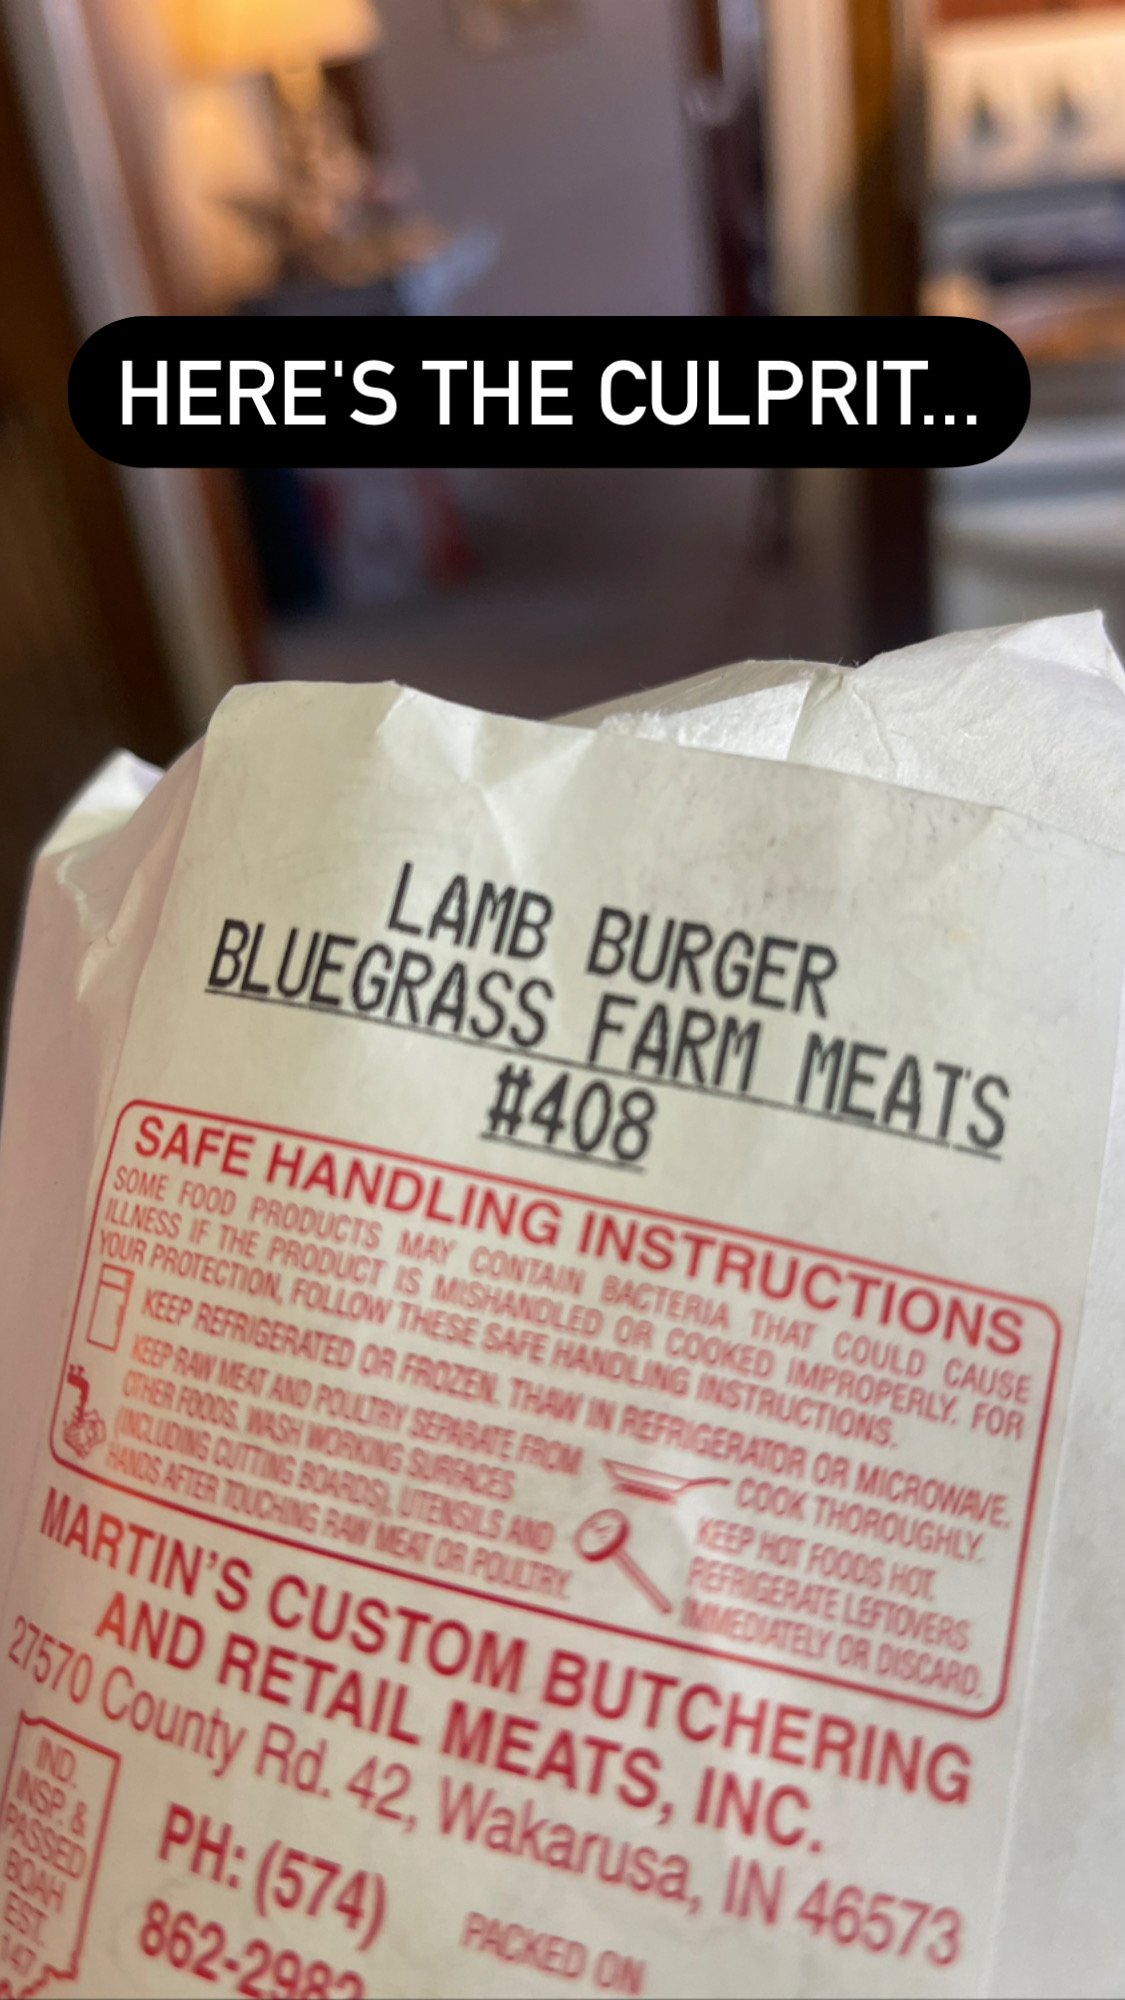 HERE'S THE CULPRIT...
LAMB BURGER
BLUEGRASS FARM MEATS
#408
SAFE HANDLING INSTRUCTIONS
SOME FOOD PRODUCTS MAY CONTAIN BACTERIA THAT COULD CAUSE
ILLNESS IF THE PRODUCT IS MISHANDLED OR COOKED IMPROPERLY. FOR
YOUR PROTECTION, FOLLOW THESE SAFE HANDLING INSTRUCTIONS.
KEEP REFRIGERATED OR FROZEN. THAW IN REFRIGERATOR OR MICROWAVE.
KEEP RAW MEAT AND POULTRY SEPARATE FROM
OTHER FOODS. WASH WORKING SURFACES
(INCLUDING CUTTING BOARDS), UTENSILS AND
HANDS AFTER TOUCHING RAW MEAT OR POULTRY.
COOK THOROUGHLY.
KEEP HOT FOODS HOT.
REFRIGERATE LEFTOVERS
IMMEDIATELY OR DISCARD.
MARTIN'S CUSTOM BUTCHERING
AND RETAIL MEATS, INC.
27570 County Rd. 42, Wakarusa, IN 46573
IND.
INSP. &
PASSED
BOAH
EST.
147
PH: (574)
862-2982
PACKED ON